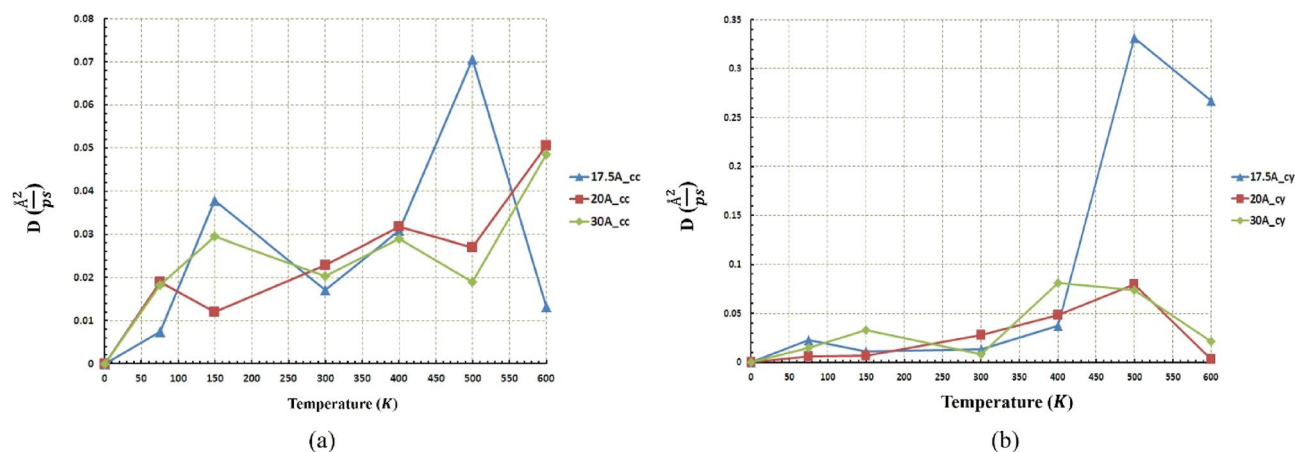 0.08
0.07
0.06
0.05
0.04
0.03
0.02
0.01
0
D (Å²/ps)
0 50 100 150 200 250 300 350 400 450 500 550 600
Temperature (K)
17.5A_cc
20A_cc
30A_cc
(a)
0.35
0.3
0.25
0.2
0.15
0.1
0.05
0
D (Å²/ps)
0 50 100 150 200 250 300 350 400 450 500 550 600
Temperature (K)
17.5A_cy
20A_cy
30A_cy
(b)